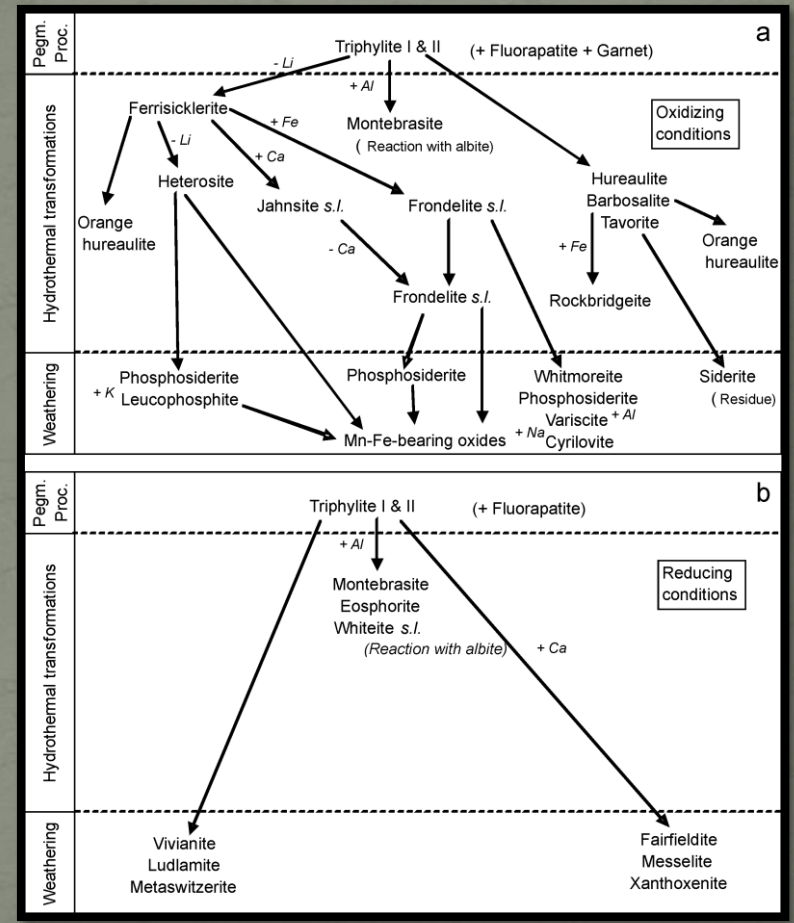 a
Pegm. Proc.
Triphylite I & II (+ Fluorapatite + Garnet)
- Li
+ Al
Hydrothermal transformations
Oxidizing
conditions
Ferrisicklerite
+ Fe
Montebrasite
( Reaction with albite)
- Li
+ Ca
Heterosite
Hureaulite
Barbosalite
Tavorite
Jahnsite s.l.
Frondelite s.l.
Orange
hureaulite
Orange
hureaulite
- Ca
+ Fe
Frondelite s.l.
Rockbridgeite
Weathering
Phosphosiderite
+ K Leucophosphite
Phosphosiderite
Whitmoreite
Phosphosiderite
Variscite + Al
+ Na Cyrilovite
Siderite
( Residue)
Mn-Fe-bearing oxides
b
Pegm. Proc.
Triphylite I & II (+ Fluorapatite)
+ Al
Hydrothermal transformations
Reducing
conditions
Montebrasite
Eosphorite
Whiteite s.l.
(Reaction with albite)
+ Ca
Weathering
Vivianite
Ludlamite
Metaswitzerite
Fairfieldite
Messelite
Xanthoxenite